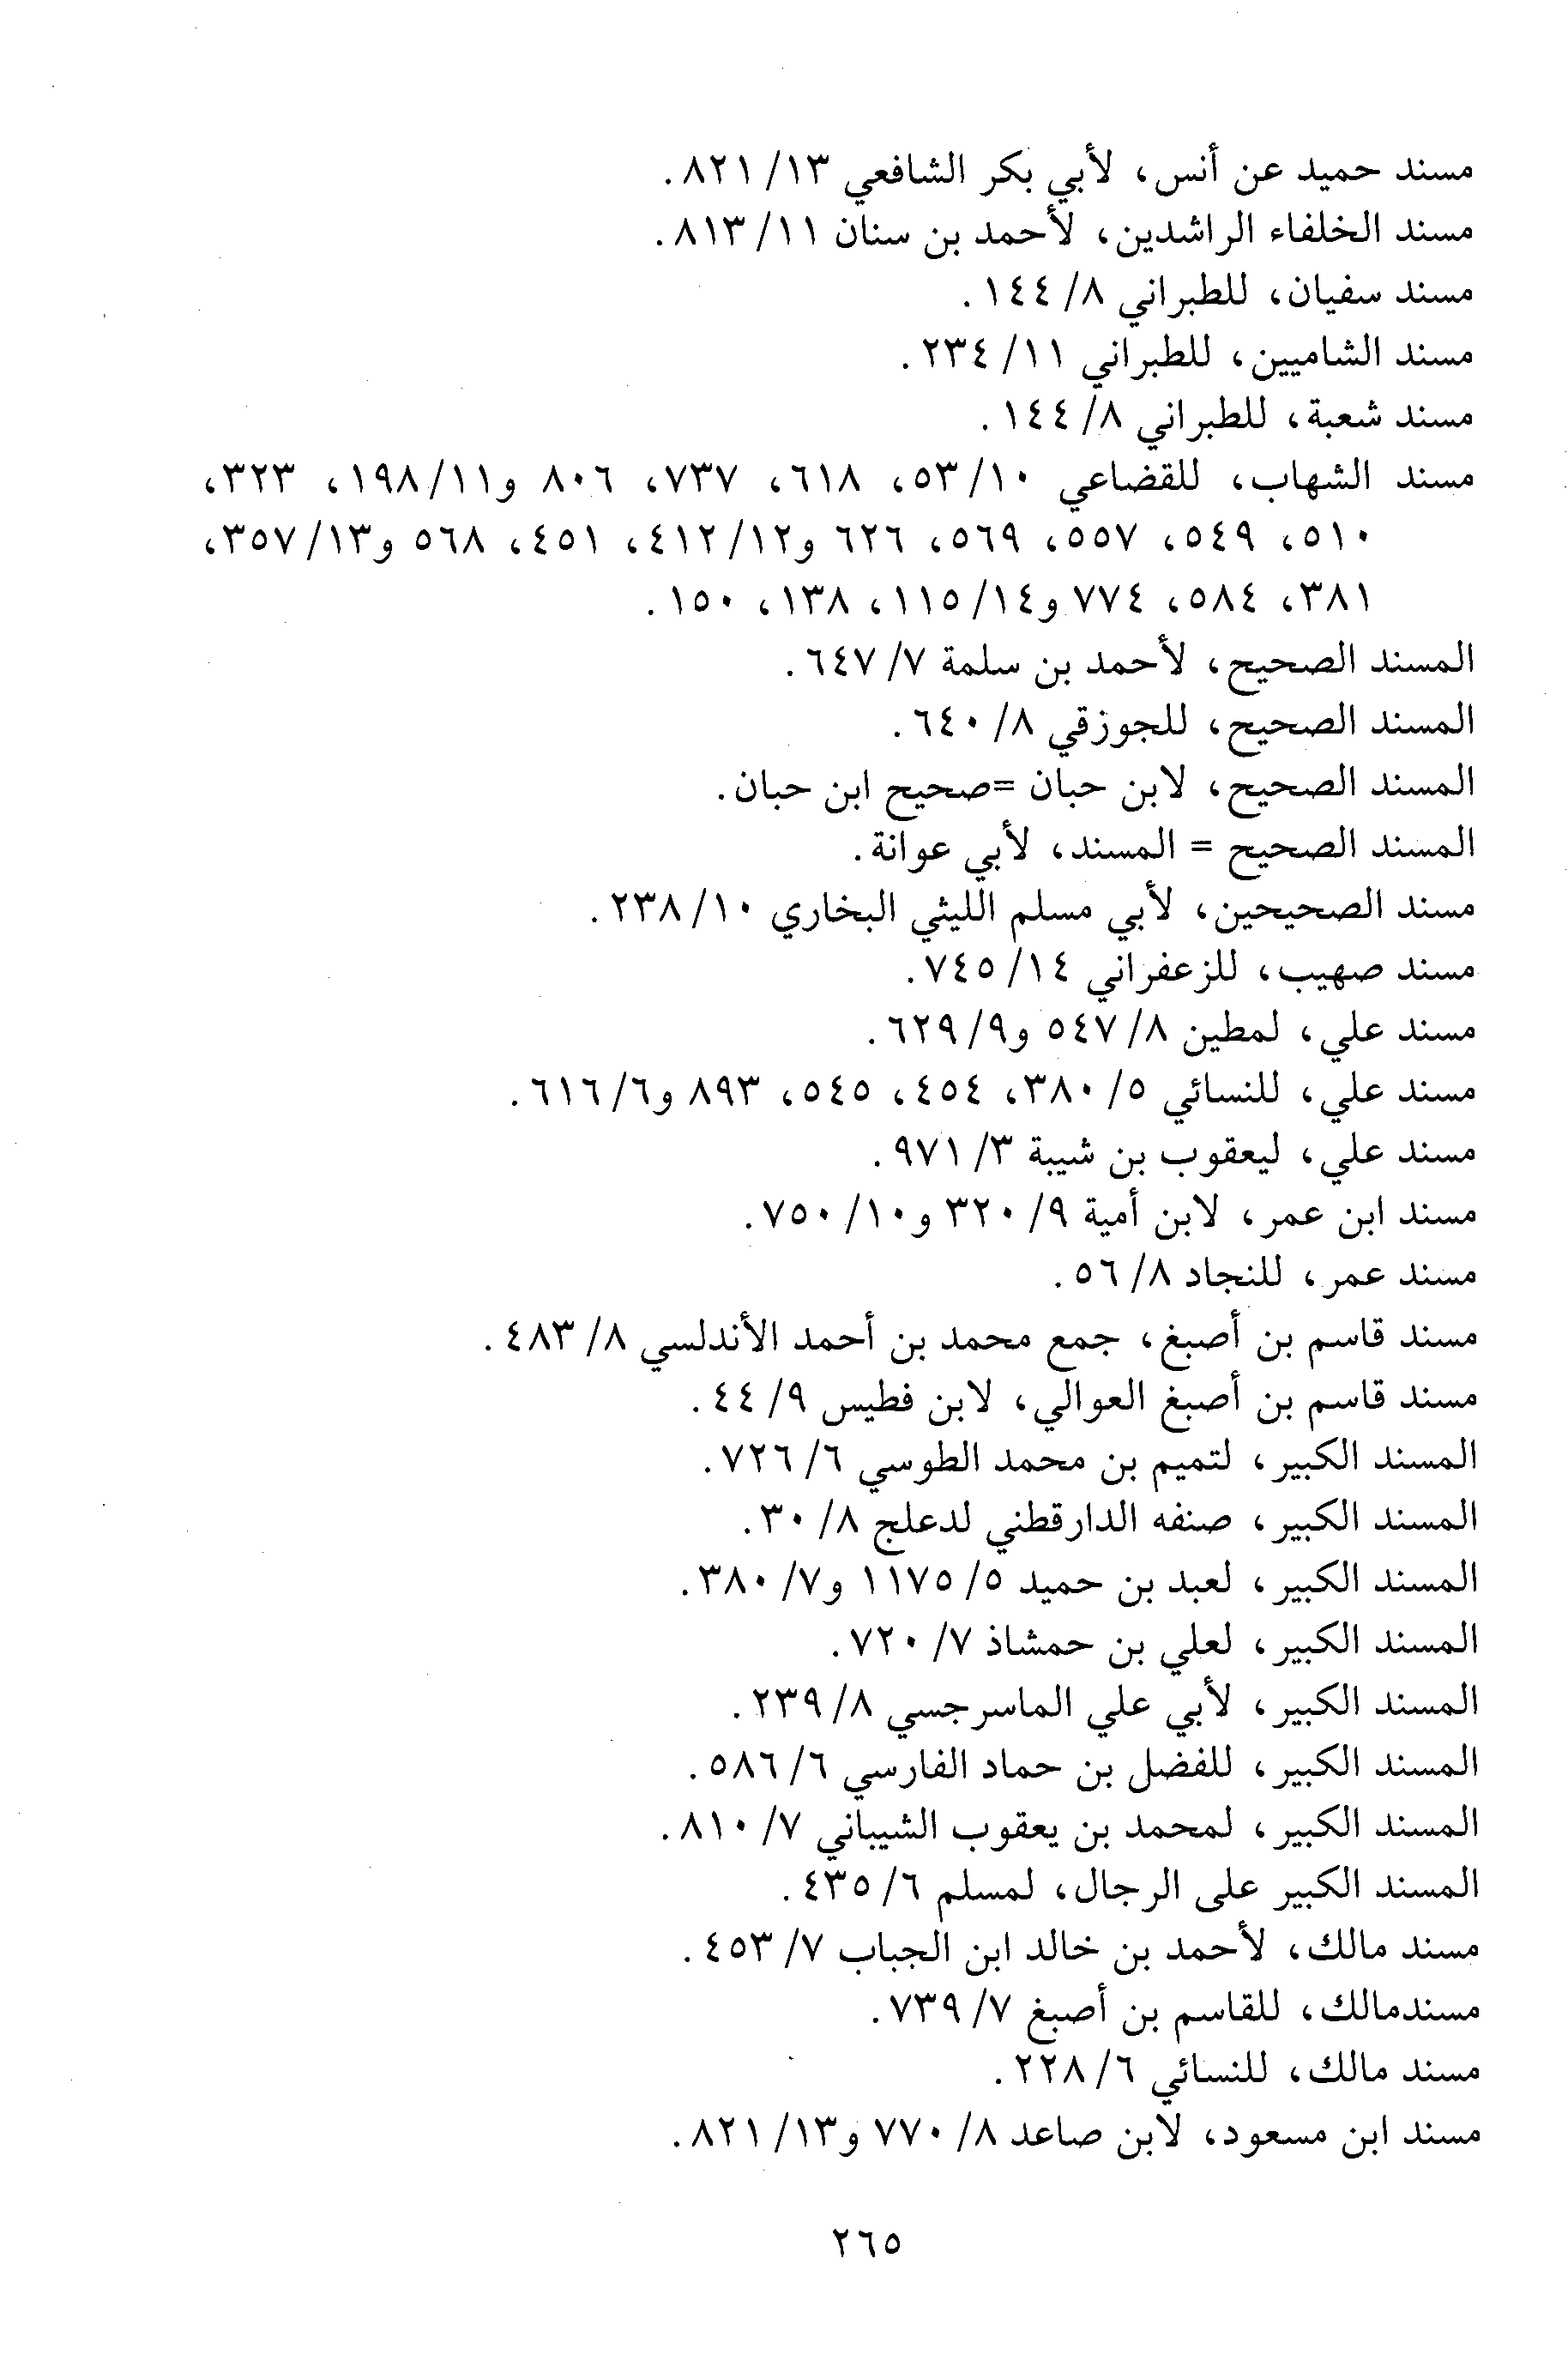 مسند حميد عن أنس، لأبي بكر الشافعي ١٣/ ٨٢١.
مسند الخلفاء الراشدين، لأحمد بن سنان ١١/ ٨١٣.
مسند سفيان، للطبراني ٨/ ١٤٤.
مسند الشاميين، للطبراني ١١/ ٢٣٤.
مسند شعبة، للطبراني ٨/ ١٤٤.
مسند الشهاب، للقضاعي ١٠/ ٥٣، ٦١٨، ٧٣٧، ٨٠٦ و١١/ ١٩٨، ٣٢٣،
٥١٠، ٥٤٩، ٥٥٧، ٥٦٩، ٦٢٦ و١٢/ ٤١٢، ٤٥١، ٥٦٨ و١٣/ ٣٥٧،
٣٨١، ٥٨٤، ٧٧٤ و١٤/ ١١٥، ١٣٨، ١٥٠.
المسند الصحيح، لأحمد بن سلمة ٧/ ٦٤٧.
المسند الصحيح، للجوزقي ٨/ ٦٤٠.
المسند الصحيح، لابن حبان =صحيح ابن حبان.
المسند الصحيح = المسند، لأبي عوانة.
مسند الصحيحين، لأبي مسلم الليثي البخاري ١٠/ ٢٣٨.
مسند صهيب، للزعفراني ١٤/ ٧٤٥.
مسند علي، لمطين ٨/ ٥٤٧ و٩/ ٦٢٩.
مسند علي، للنسائي ٥/ ٣٨٠، ٤٥٤، ٥٤٥، ٨٩٣ و٦/ ٦١٦.
مسند علي، ليعقوب بن شيبة ٣/ ٩٧١.
مسند ابن عمر، لابن أمية ٩/ ٣٢٠ و١٠/ ٧٥٠.
مسند عمر، للنجاد ٨/ ٥٦.
مسند قاسم بن أصبغ، جمع محمد بن أحمد الأندلسي ٨/ ٤٨٣.
مسند قاسم بن أصبغ العوالي، لابن فطيس ٩/ ٤٤.
المسند الكبير، لتميم بن محمد الطوسي ٦/ ٧٢٦.
المسند الكبير، صنفه الدارقطني لدعلج ٨/ ٣٠.
المسند الكبير، لعبد بن حميد ٥/ ١١٧٥ و٧/ ٣٨٠.
المسند الكبير، لعلي بن حمشاذ ٧/ ٧٢٠.
المسند الكبير، لأبي علي الماسرجسي ٨/ ٢٣٩.
المسند الكبير، للفضل بن حماد الفارسي ٦/ ٥٨٦.
المسند الكبير، لمحمد بن يعقوب الشيباني ٧/ ٨١٠.
المسند الكبير على الرجال، لمسلم ٦/ ٤٣٥.
مسند مالك، لأحمد بن خالد ابن الجباب ٧/ ٤٥٣.
مسندمالك، للقاسم بن أصبغ ٧/ ٧٣٩.
مسند مالك، للنسائي ٦/ ٢٢٨.
مسند ابن مسعود، لابن صاعد ٨/ ٧٧٠ و١٣/ ٨٢١.
٢٦٥